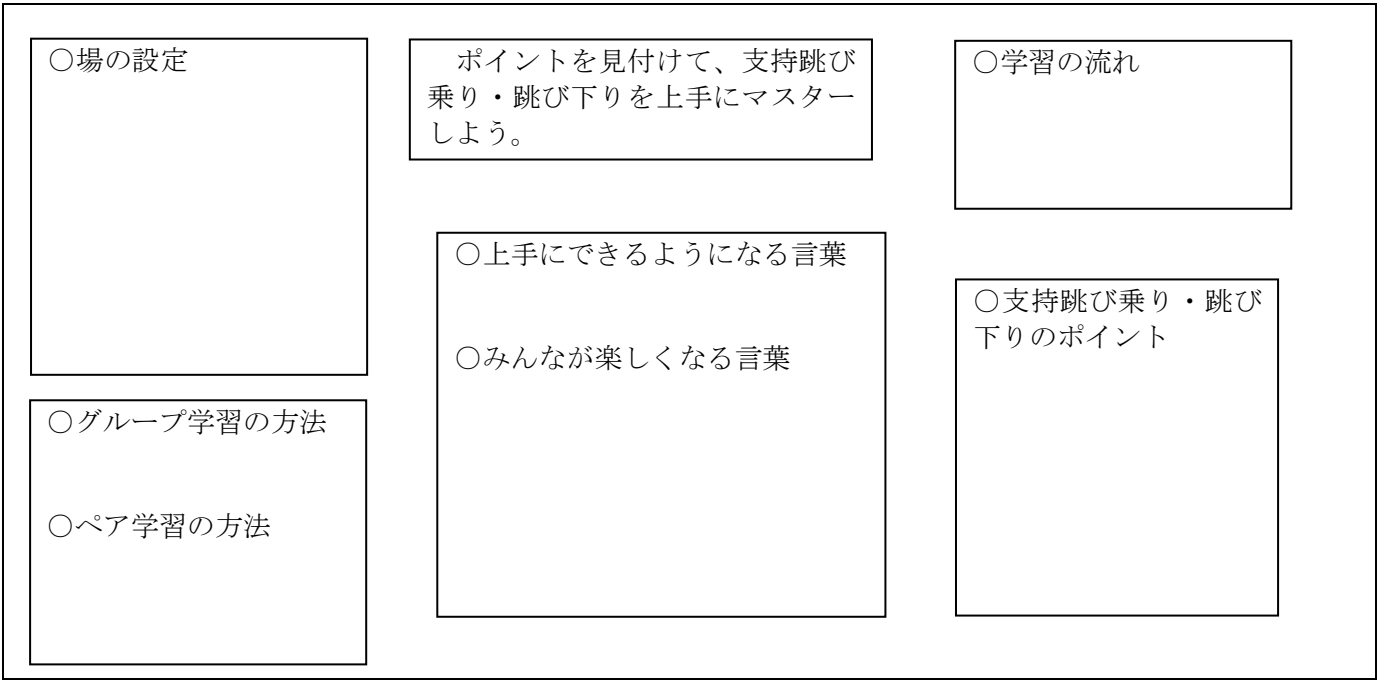 ○場の設定
ポイントを見付けて、支持跳び
乗り・跳び下りを上手にマスター
しよう。
○学習の流れ
○上手にできるようになる言葉
○みんなが楽しくなる言葉
○支持跳び乗り・跳び
下りのポイント
○グループ学習の方法
○ペア学習の方法